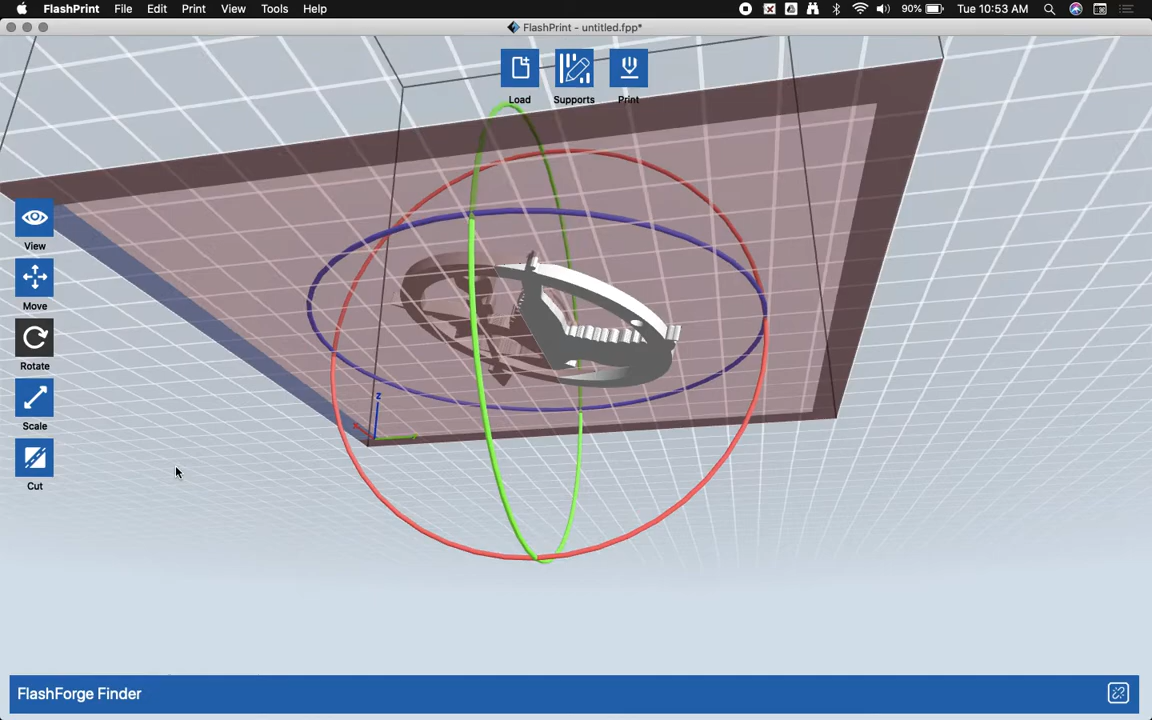 FlashPrint File Edit Print View Tools Help 90% Tue 10:53 AM
FlashPrint - untitled.fpp*
Load Supports Print
View
Move
Rotate
Scale
Cut
z
FlashForge Finder